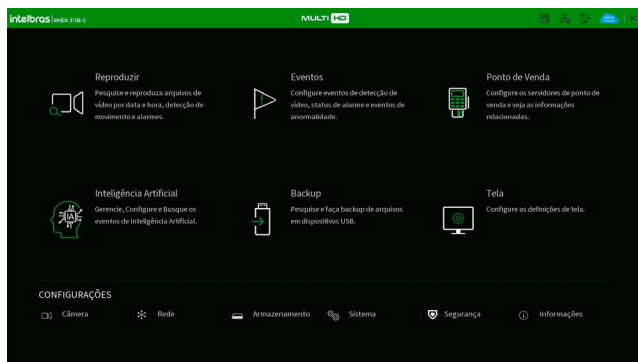 intelbras MHDX 3108-C
MULTI HD
Reproduzir
Pesquise e reproduza arquivos de
vídeo por data e hora, detecção de
movimento e alarmes.
Eventos
Configure eventos de detecção de
vídeo, status de alarme e eventos de
anormalidade.
Ponto de Venda
Configure os servidores de ponto de
venda e veja as informações
relacionadas.
IA
Inteligência Artificial
Gerencie, Configure e Busque os
eventos de Inteligência Artificial.
Backup
Pesquise e faça backup de arquivos
em dispositivos USB.
Tela
Configure as definições de tela.
CONFIGURAÇÕES
Câmera Rede Armazenamento Sistema Segurança Informações